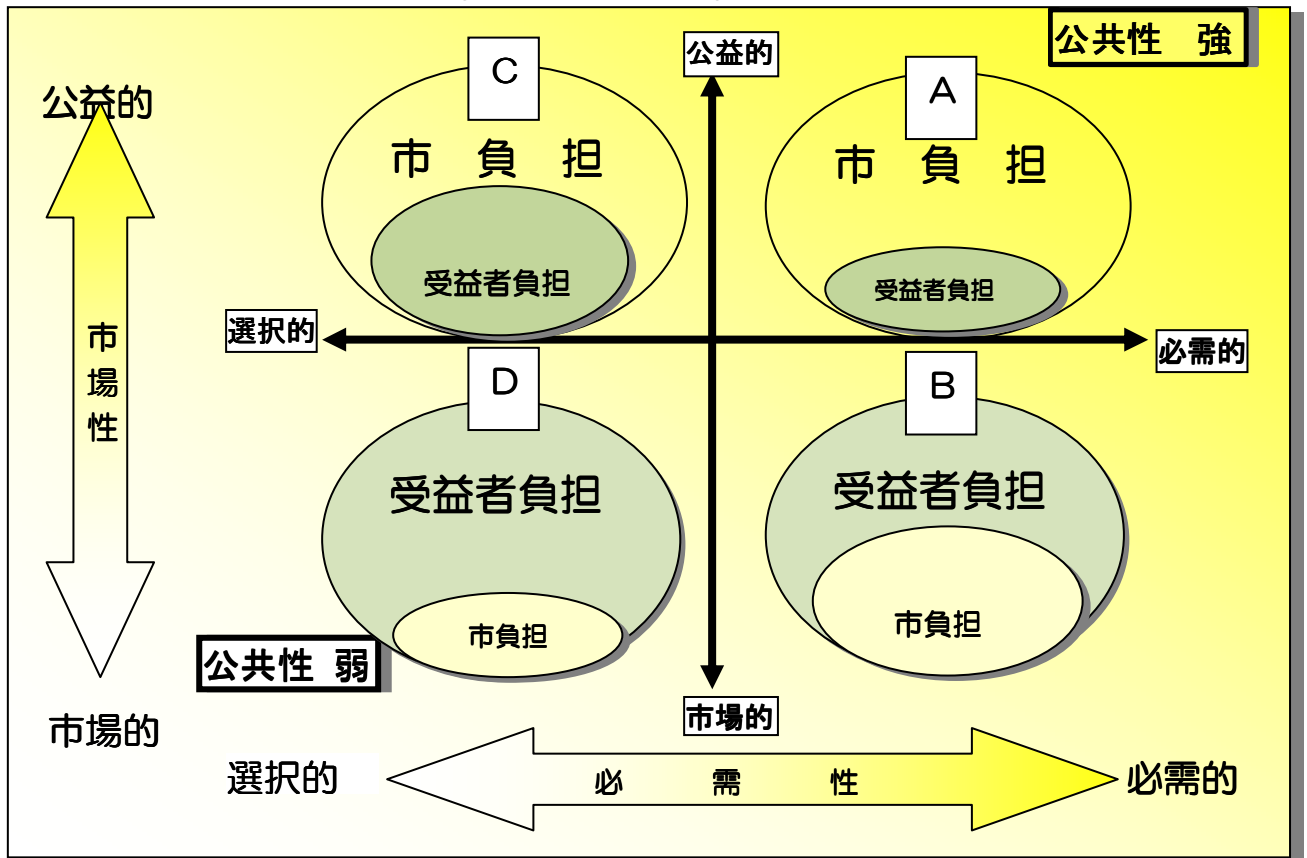 公共性　強
公益的
C
A
公益的
市　負　担
市　負　担
受益者負担
受益者負担
選択的
必需的
市場性
D
B
受益者負担
受益者負担
市負担
市負担
公共性 弱
市場的
市場的
選択的
必　需　性
必需的